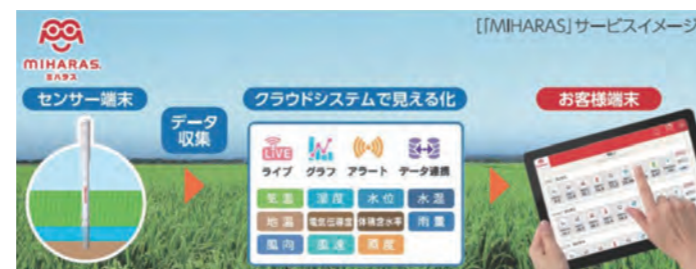 [「MIHARAS」サービスイメージ
MIHARAS.
ミハラス
センサー端末
データ
収集
クラウドシステムで見える化
お客様端末
LIVE
ライブ グラフ アラート データ連携
気温 湿度 水位 水温
地温 電気伝導度 体積含水率 雨量
風向 風速 照度